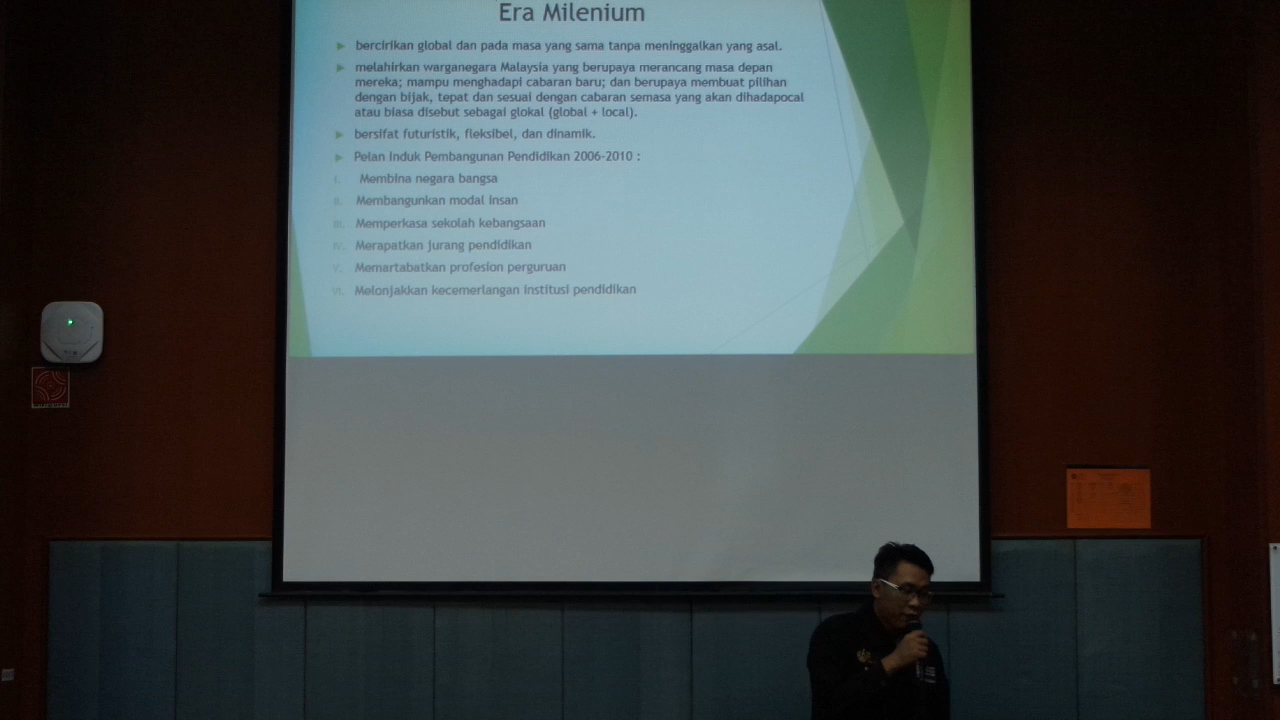 Era Milenium
bercirikan global dan pada masa yang sama tanpa meninggalkan yang asal.
melahirkan warganegara Malaysia yang berupaya merancang masa depan
mereka; mampu menghadapi cabaran baru; dan berupaya membuat pilihan
dengan bijak, tepat dan sesuai dengan cabaran semasa yang akan dihadapocal
atau biasa disebut sebagai glokal (global + local).
bersifat futuristik, fleksibel, dan dinamik.
Pelan Induk Pembangunan Pendidikan 2006-2010 :
I. Membina negara bangsa
II. Membangunkan modal insan
III. Memperkasa sekolah kebangsaan
IV. Merapatkan jurang pendidikan
V. Memartabatkan profesion perguruan
VI. Melonjakkan kecemerlangan institusi pendidikan